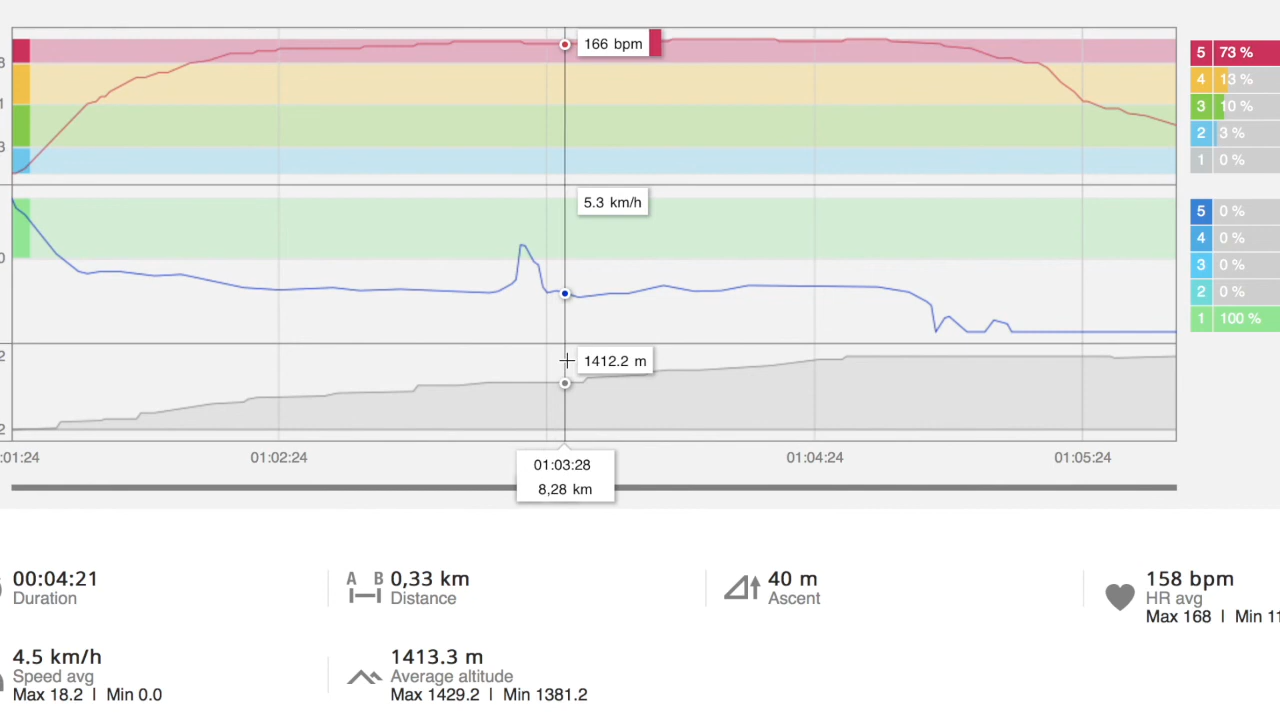 166 bpm
5 73 %
4 13 %
3 10 %
2 3 %
1 0 %
5.3 km/h
5 0 %
4 0 %
3 0 %
2 0 %
1 100 %
1412.2 m
:01:24
01:02:24
01:03:28
8,28 km
01:04:24
01:05:24
00:04:21
Duration
A B 0,33 km
Distance
40 m
Ascent
158 bpm
HR avg
Max 168 | Min 11
4.5 km/h
Speed avg
Max 18.2 | Min 0.0
1413.3 m
Average altitude
Max 1429.2 | Min 1381.2